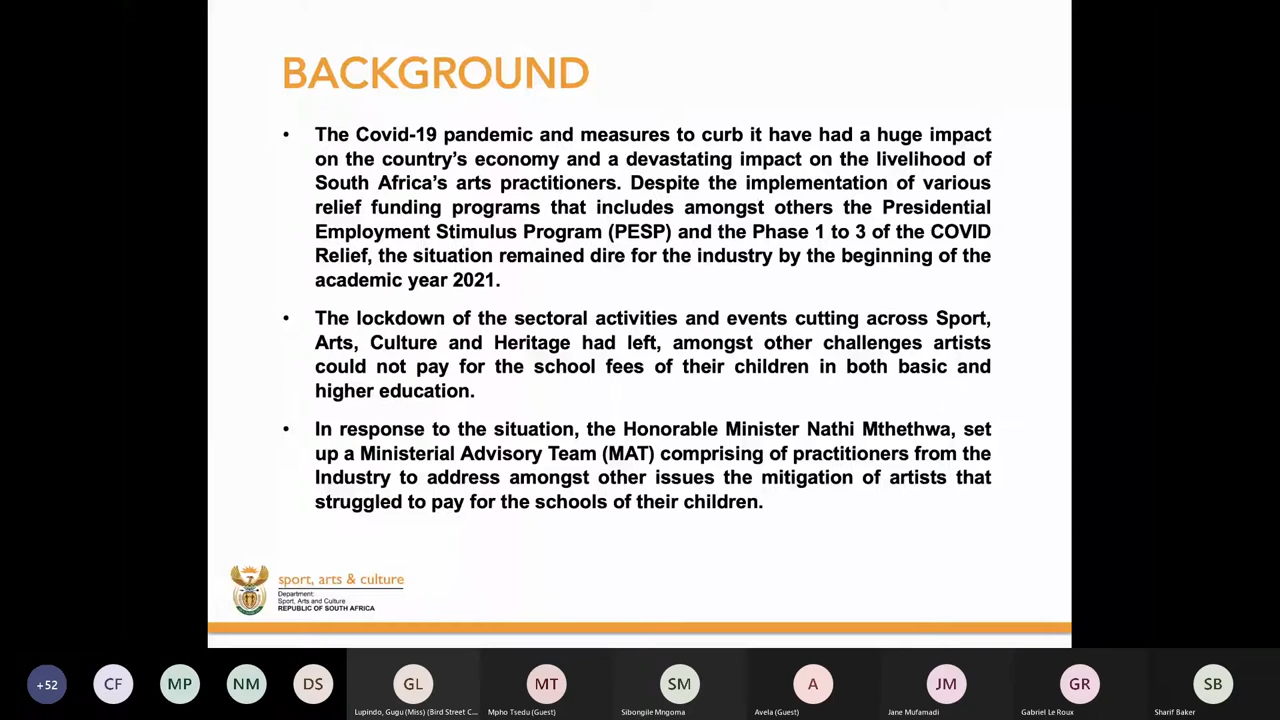 BACKGROUND
• The Covid-19 pandemic and measures to curb it have had a huge impact
on the country's economy and a devastating impact on the livelihood of
South Africa's arts practitioners. Despite the implementation of various
relief funding programs that includes amongst others the Presidential
Employment Stimulus Program (PESP) and the Phase 1 to 3 of the COVID
Relief, the situation remained dire for the industry by the beginning of the
academic year 2021.
• The lockdown of the sectoral activities and events cutting across Sport,
Arts, Culture and Heritage had left, amongst other challenges artists
could not pay for the school fees of their children in both basic and
higher education.
• In response to the situation, the Honorable Minister Nathi Mthethwa, set
up a Ministerial Advisory Team (MAT) comprising of practitioners from the
Industry to address amongst other issues the mitigation of artists that
struggled to pay for the schools of their children.
sport, arts & culture
Department:
Sport, Arts and Culture
REPUBLIC OF SOUTH AFRICA
+52 CF MP NM DS GL MT SM A JM GR SB
Lupindo, Gugu (Miss) (Bird Street C... Mpho Tsedu (Guest) Sibongile Mngoma Avela (Guest) Jane Mufamadi Gabriel Le Roux Sharif Baker